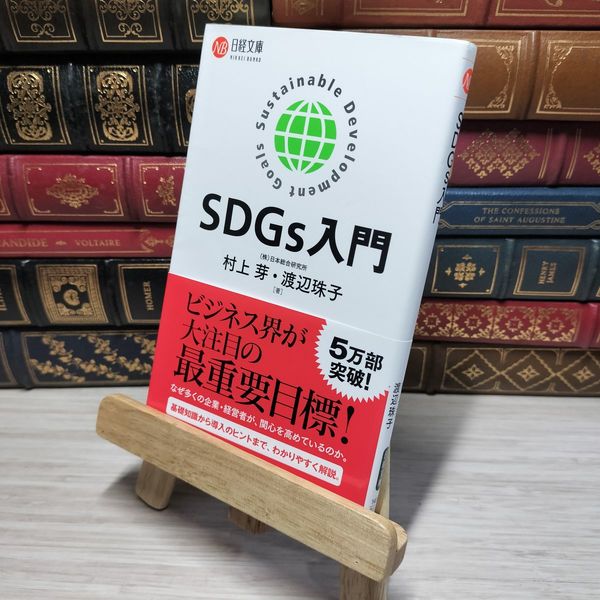 NB 日経文庫
NIKKEI BUNKO
Sustainable Development Goals
SDGs入門
(株)日本総合研究所
村上 芽・渡辺珠子
[著]
ビジネス界が
大注目の
最重要目標!
5万部
突破!
なぜ多くの企業・経営者が、関心を高めているのか。
基礎知識から導入のヒントまで、わかりやすく解説。
NB
SDGs入門
CANDIDE
VOLTAIRE
HOMER
THE CONFESSIONS
OF SAINT AUGUSTINE
HENRY
JAMES